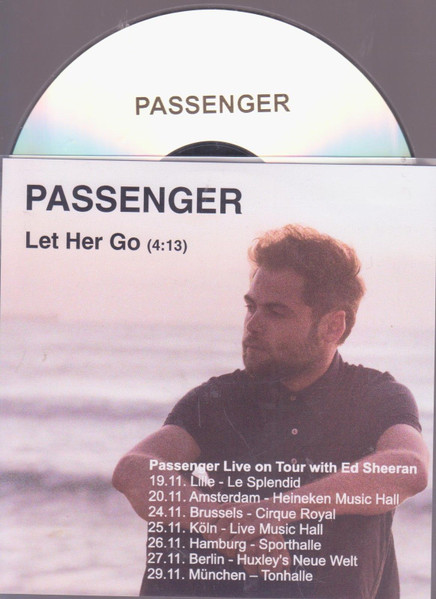 PASSENGER
PASSENGER
Let Her Go (4:13)
Passenger Live on Tour with Ed Sheeran
19.11. Lille - Le Splendid
20.11. Amsterdam - Heineken Music Hall
24.11. Brussels - Cirque Royal
25.11. Köln - Live Music Hall
26.11. Hamburg - Sporthalle
27.11. Berlin - Huxley's Neue Welt
29.11. München – Tonhalle